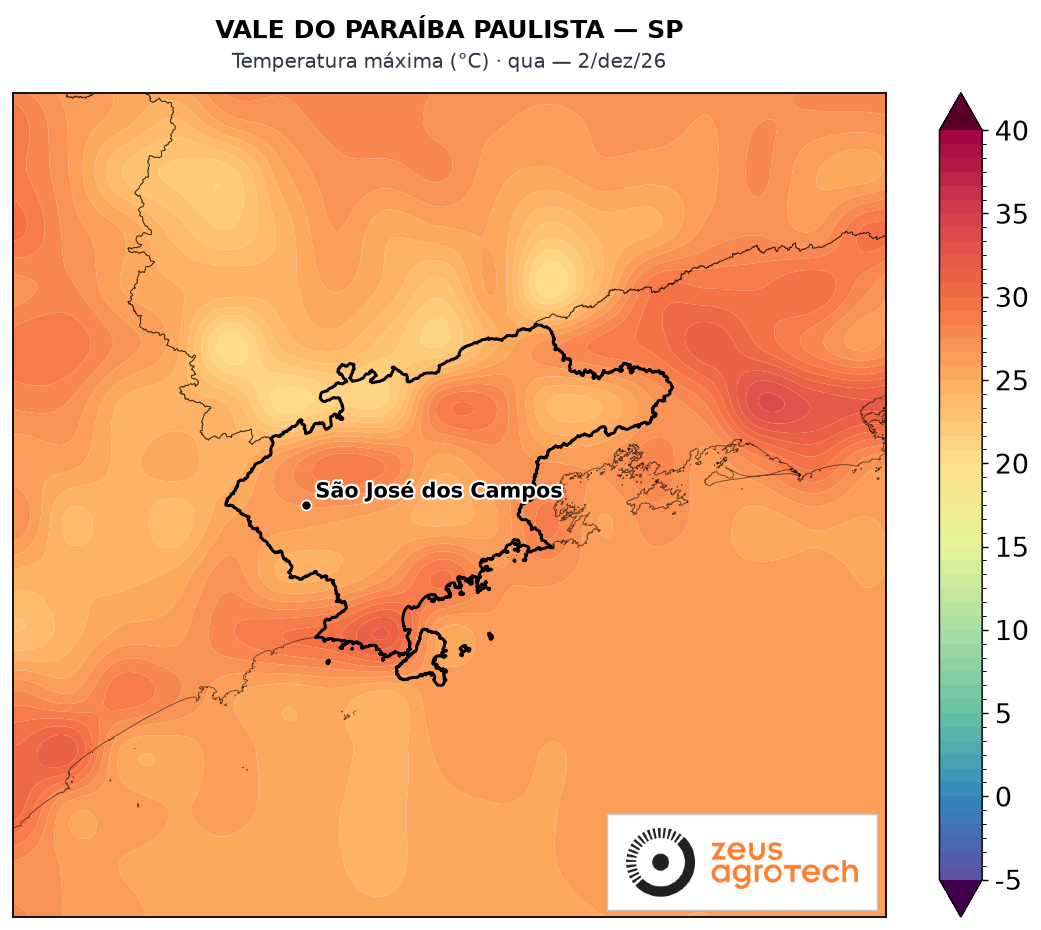 VALE DO PARAÍBA PAULISTA — SP
Temperatura máxima (°C) · qua — 2/dez/26
40
35
30
25
20
15
10
5
0
-5
São José dos Campos
zeus
agrotech